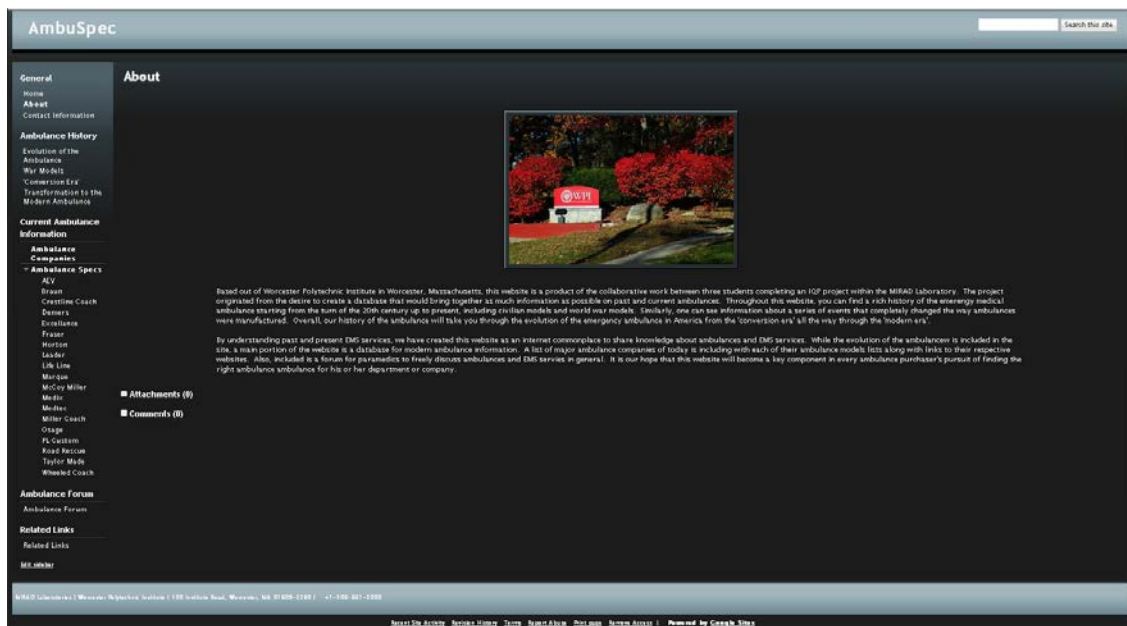 AmbuSpec
Search this site
General
Home
About
Contact Information
Ambulance History
Evolution of the
Ambulance
War Models
'Conversion Era'
Transformation to the
Modern Ambulance
Current Ambulance
Information
Ambulance
Companies
Ambulance Specs
AEV
Braun
Crestline Coach
Demers
Excellance
Fraser
Horton
Leader
Life Line
Marque
McCoy Miller
Medix
Medtec
Miller Coach
Osage
PL Custom
Road Rescue
Taylor Made
Wheeled Coach
Ambulance Forum
Ambulance Forum
Related Links
Related Links
Edit sidebar
About
WPI
Based out of Worcester Polytechnic Institute in Worcester, Massachusetts, this website is a product of the collaborative work between three students completing an IQP project within the MIRAD Laboratory. The project
originated from the desire to create a database that would bring together as much information as possible on past and current ambulances. Throughout this website, you can find a rich history of the emerengy medical
ambulance starting from the turn of the 20th century up to present, including civilian models and world war models. Similarly, one can see information about a series of events that completely changed the way ambulances
were manufactured. Overall, our history of the ambulance will take you through the evolution of the emergency ambulance in America from the 'conversion era' all the way through the 'modern era'.
By understanding past and present EMS services, we have created this website as an internet commonplace to share knowledge about ambulances and EMS services. While the evolution of the ambulancew is included in the
site, a main portion of the website is a database for modern ambulance information. A list of major ambulance companies of today is including with each of their ambulance models lists along with links to their respective
websites. Also, included is a forum for paramedics to freely discuss ambulances and EMS servies in general. It is our hope that this website will become a key component in every ambulance purchaser's pursuit of finding the
right ambulance ambulance for his or her department or company.
Attachments (0)
Comments (0)
MIRAD Laboratories | Worcester Polytechnic Institute | 100 Institute Road, Worcester, MA 01609-2280 |
Recent Site Activity Revision History Terms Report Abuse Print page Remove Access | Powered by Google Sites